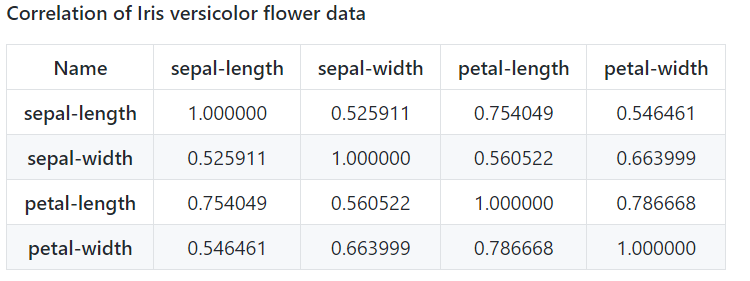 Correlation of Iris versicolor flower data
Name sepal-length sepal-width petal-length petal-width
sepal-length 1.000000 0.525911 0.754049 0.546461
sepal-width 0.525911 1.000000 0.560522 0.663999
petal-length 0.754049 0.560522 1.000000 0.786668
petal-width 0.546461 0.663999 0.786668 1.000000